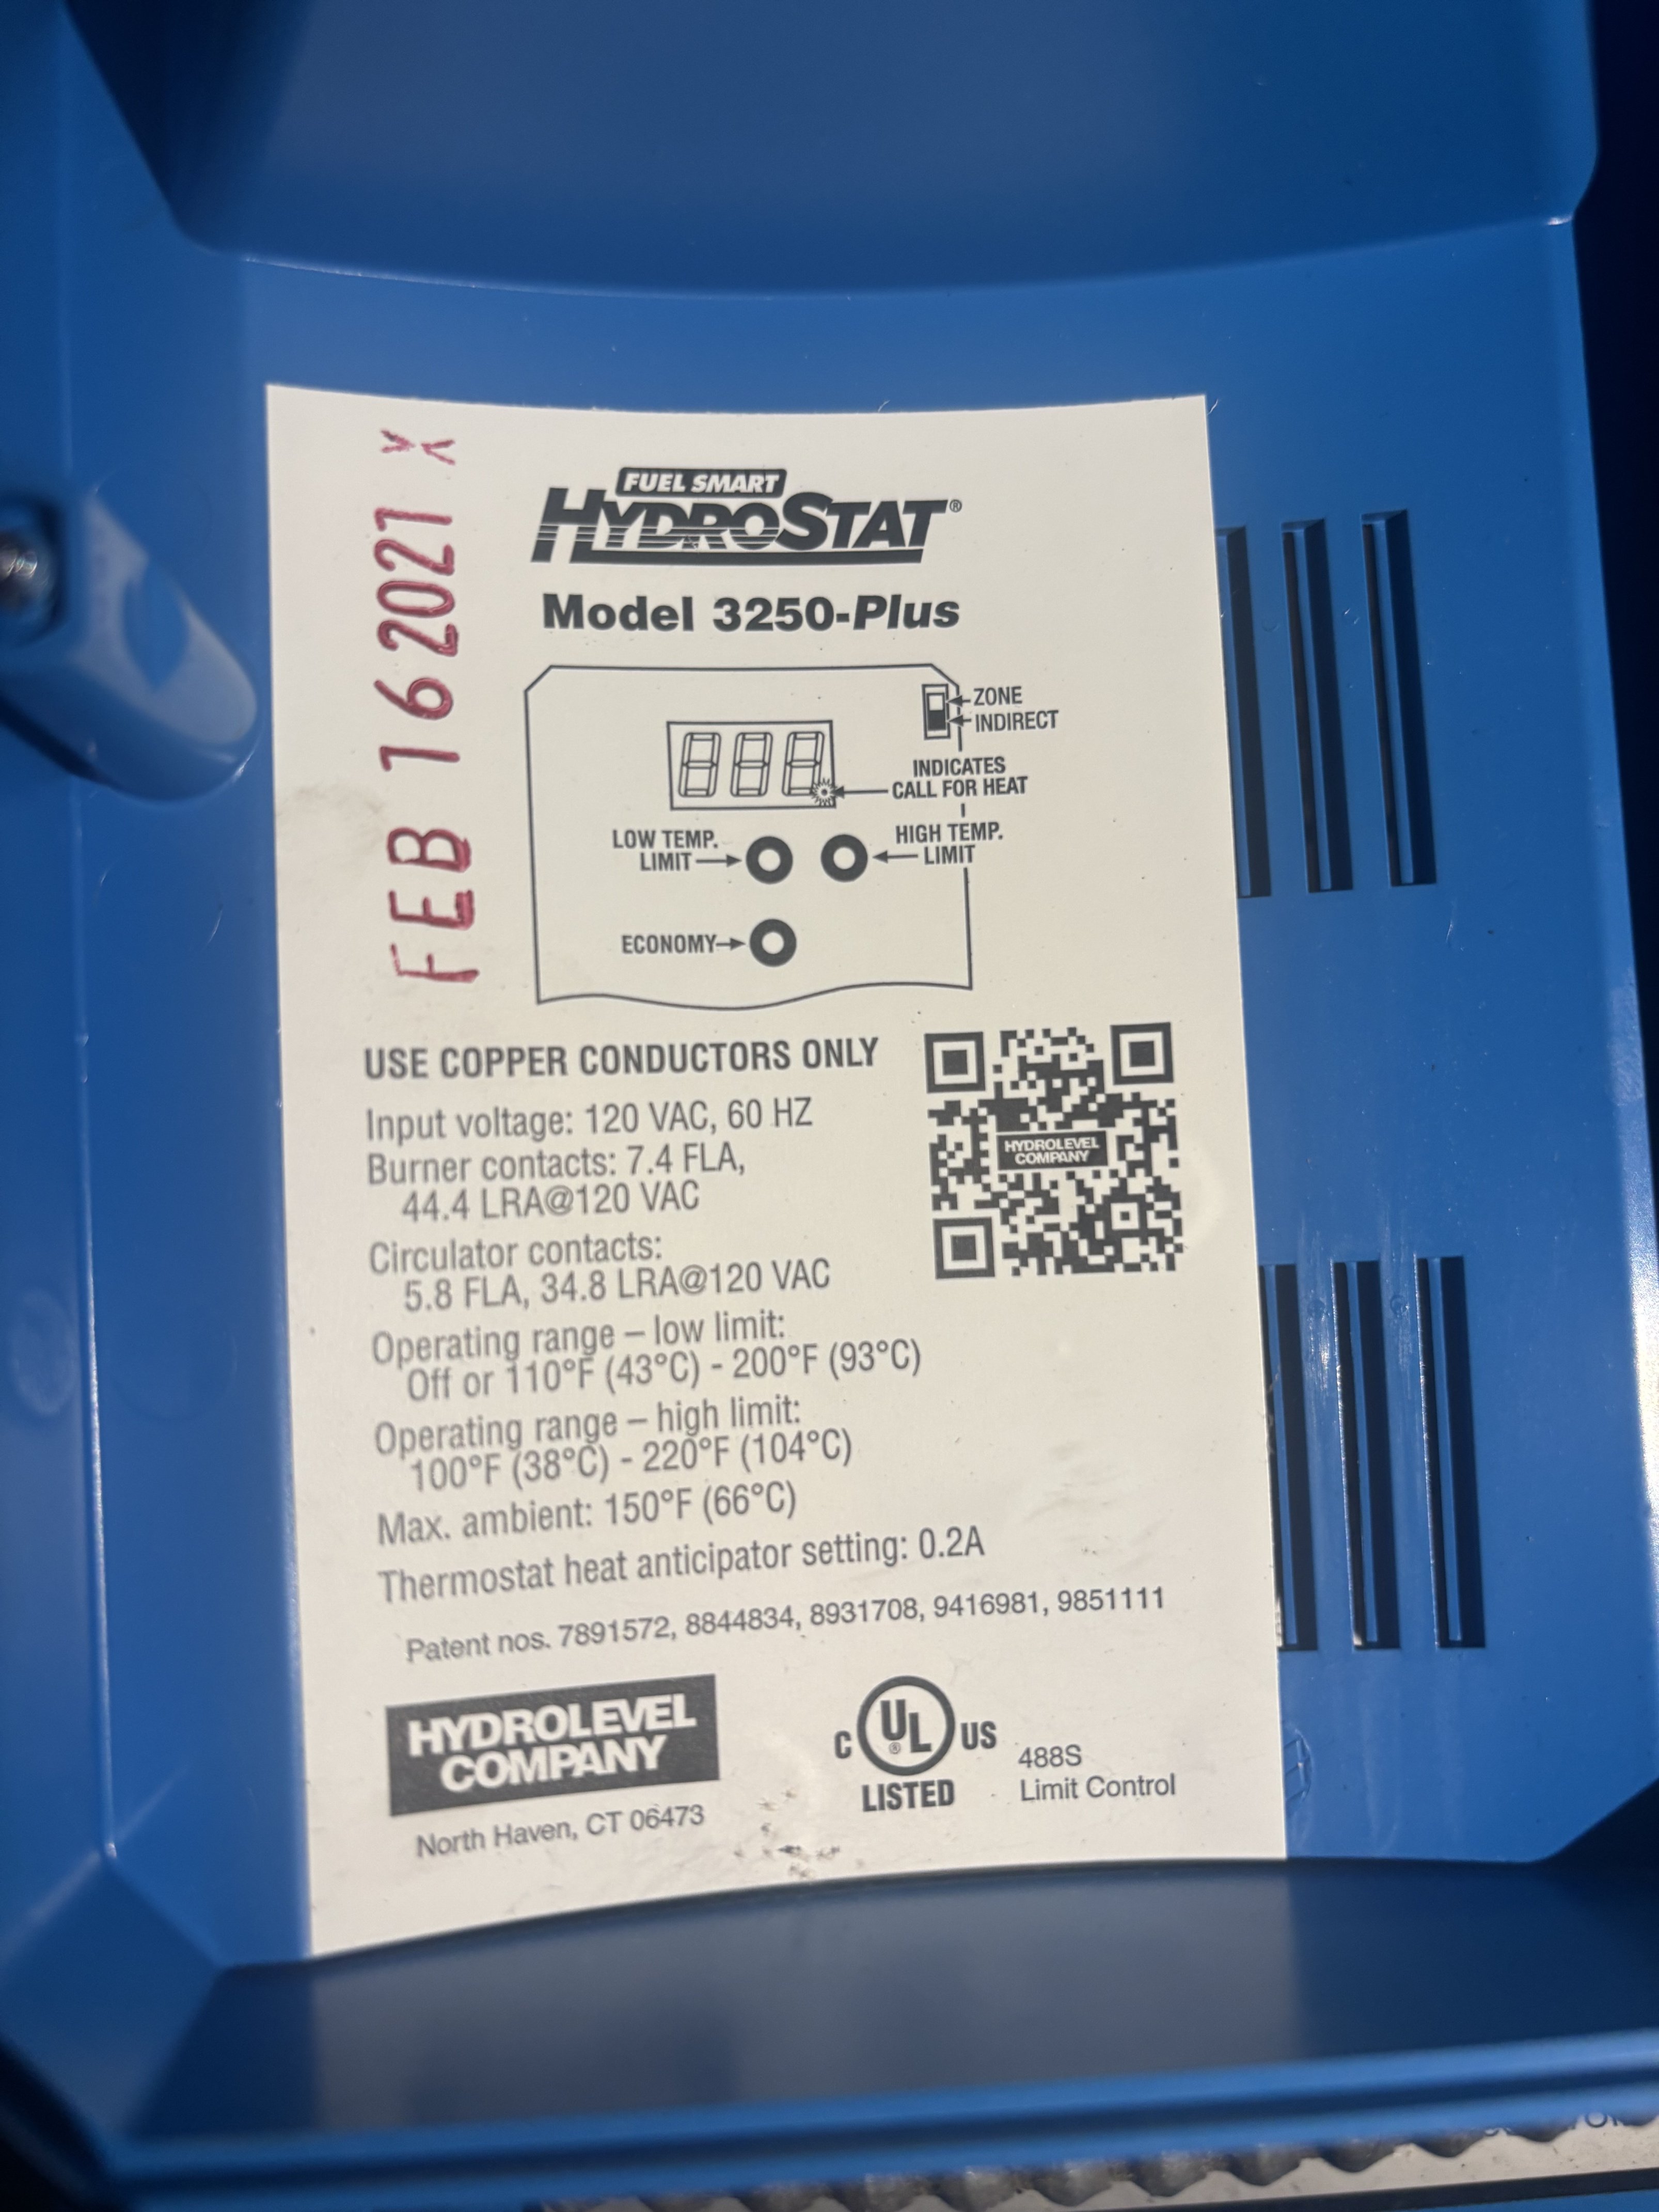 FEB 16 2021 X
FUEL SMART
HYDROSTAT®
Model 3250-Plus
ZONE
INDIRECT
INDICATES
CALL FOR HEAT
LOW TEMP.
LIMIT
HIGH TEMP.
LIMIT
ECONOMY
USE COPPER CONDUCTORS ONLY
Input voltage: 120 VAC, 60 HZ
Burner contacts: 7.4 FLA,
44.4 LRA@120 VAC
Circulator contacts:
5.8 FLA, 34.8 LRA@120 VAC
Operating range – low limit:
Off or 110°F (43°C) - 200°F (93°C)
Operating range – high limit:
100°F (38°C) - 220°F (104°C)
Max. ambient: 150°F (66°C)
Thermostat heat anticipator setting: 0.2A
Patent nos. 7891572, 8844834, 8931708, 9416981, 9851111
HYDROLEVEL
COMPANY
HYDROLEVEL
COMPANY
North Haven, CT 06473
C UL® US
LISTED
488S
Limit Control